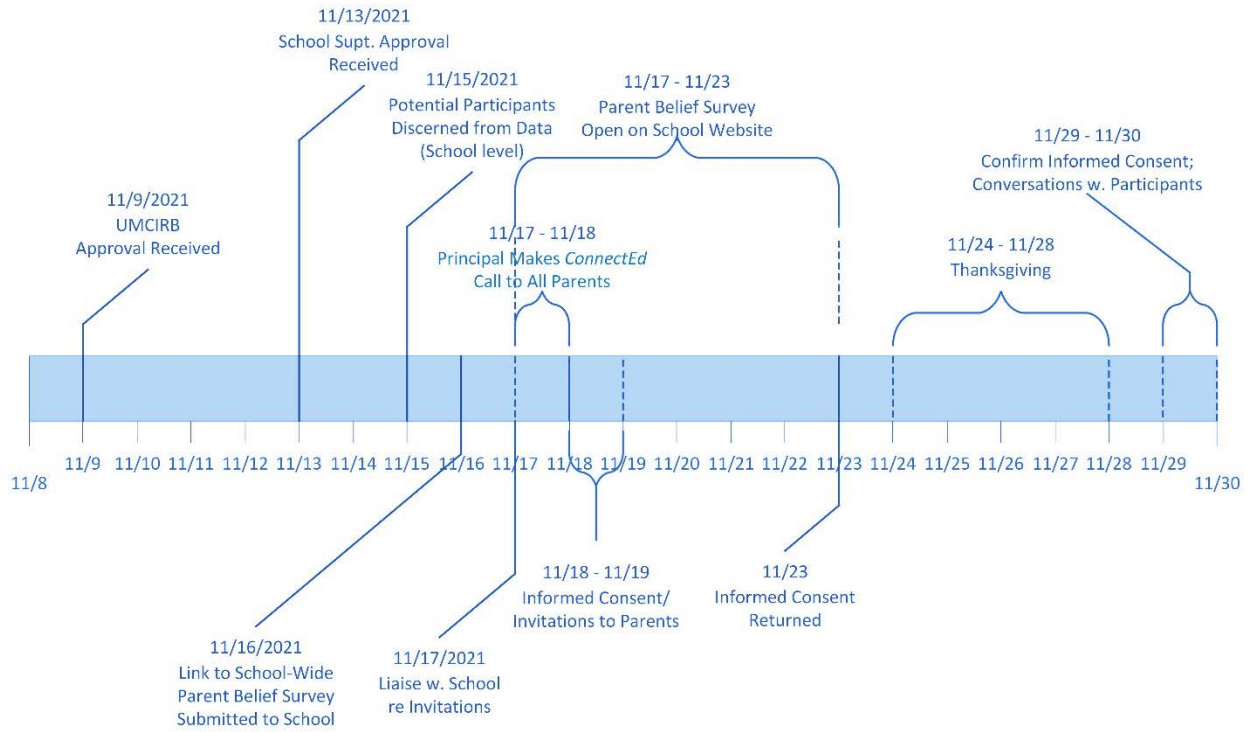 11/13/2021
School Supt. Approval
Received
11/15/2021
Potential Participants
Discerned from Data
(School level)
11/17 - 11/23
Parent Belief Survey
Open on School Website
11/29 - 11/30
Confirm Informed Consent;
Conversations w. Participants
11/9/2021
UMCIRB
Approval Received
11/17 - 11/18
Principal Makes ConnectEd
Call to All Parents
11/24 - 11/28
Thanksgiving
11/8
11/9 11/10 11/11 11/12 11/13 11/14 11/15 11/16 11/17 11/18 11/19 11/20 11/21 11/22 11/23 11/24 11/25 11/26 11/27 11/28 11/29
11/30
11/18 - 11/19
Informed Consent/
Invitations to Parents
11/23
Informed Consent
Returned
11/16/2021
Link to School-Wide
Parent Belief Survey
Submitted to School
11/17/2021
Liaise w. School
re Invitations